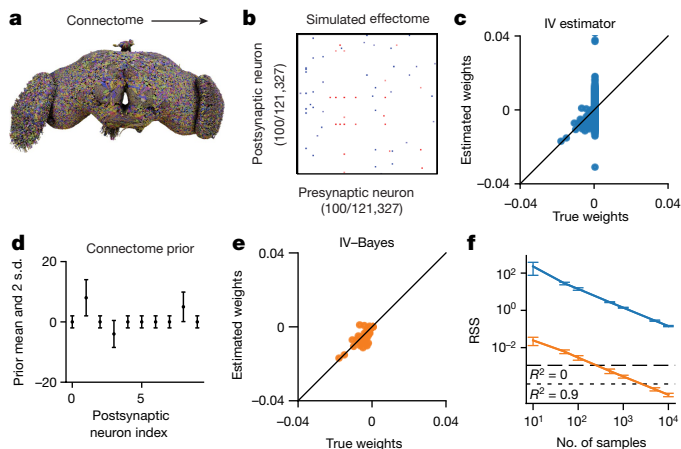 a
Connectome
b
Simulated effectome
Postsynaptic neuron
(100/121,327)
Presynaptic neuron
(100/121,327)
c
IV estimator
0.04
0
−0.04
Estimated weights
−0.04
0
0.04
True weights
d
Connectome prior
20
0
−20
Prior mean and 2 s.d.
0
5
Postsynaptic
neuron index
e
IV–Bayes
0.04
0
−0.04
Estimated weights
−0.04
0
0.04
True weights
f
10²
10⁰
10⁻²
RSS
R² = 0
R² = 0.9
10¹
10²
10³
10⁴
No. of samples